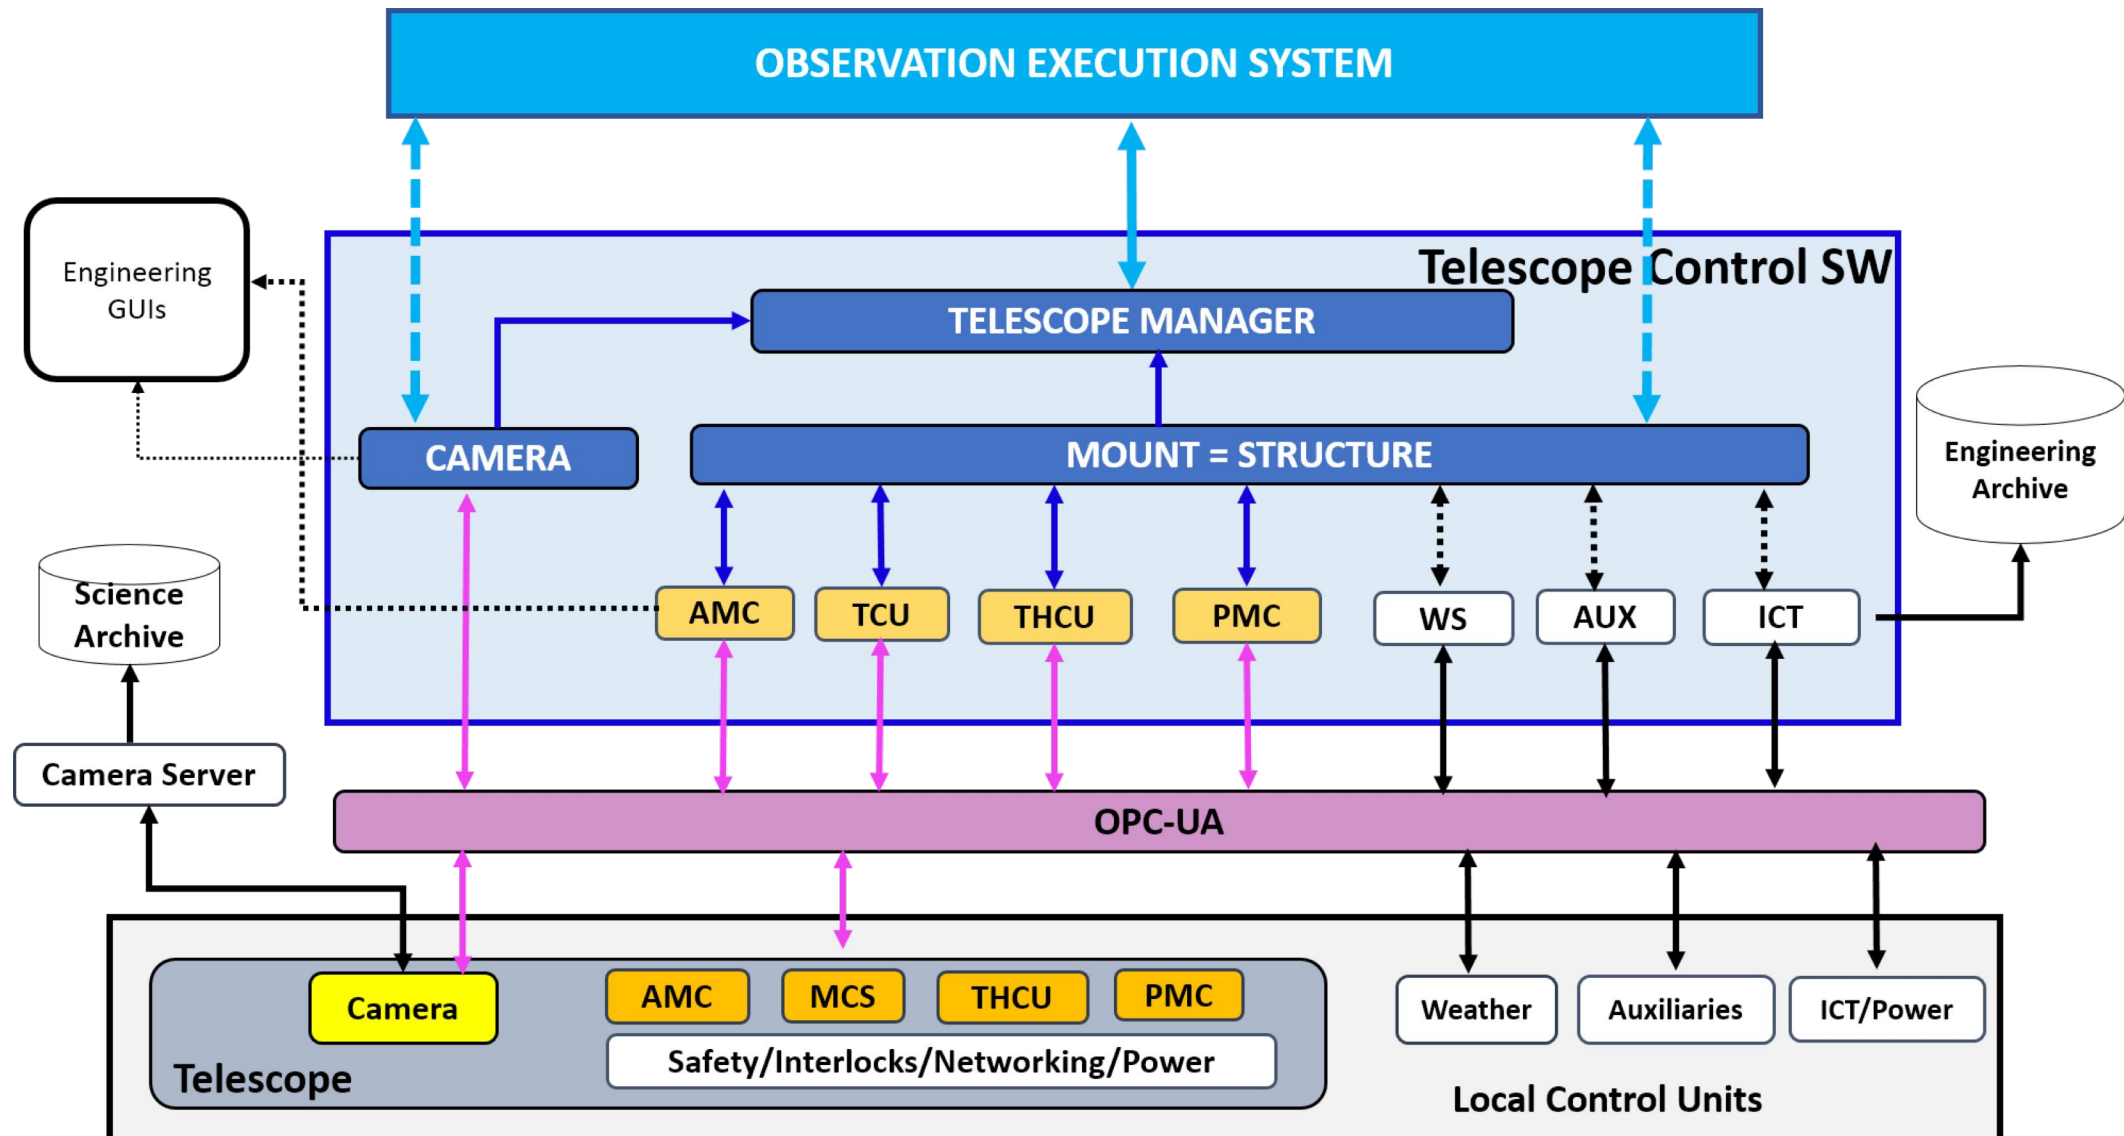 OBSERVATION EXECUTION SYSTEM
Telescope Control SW
Engineering
GUIs
TELESCOPE MANAGER
CAMERA
MOUNT = STRUCTURE
Engineering
Archive
Science
Archive
AMC
TCU
THCU
PMC
WS
AUX
ICT
Camera Server
OPC-UA
Camera
AMC
MCS
THCU
PMC
Weather
Auxiliaries
ICT/Power
Safety/Interlocks/Networking/Power
Telescope
Local Control Units